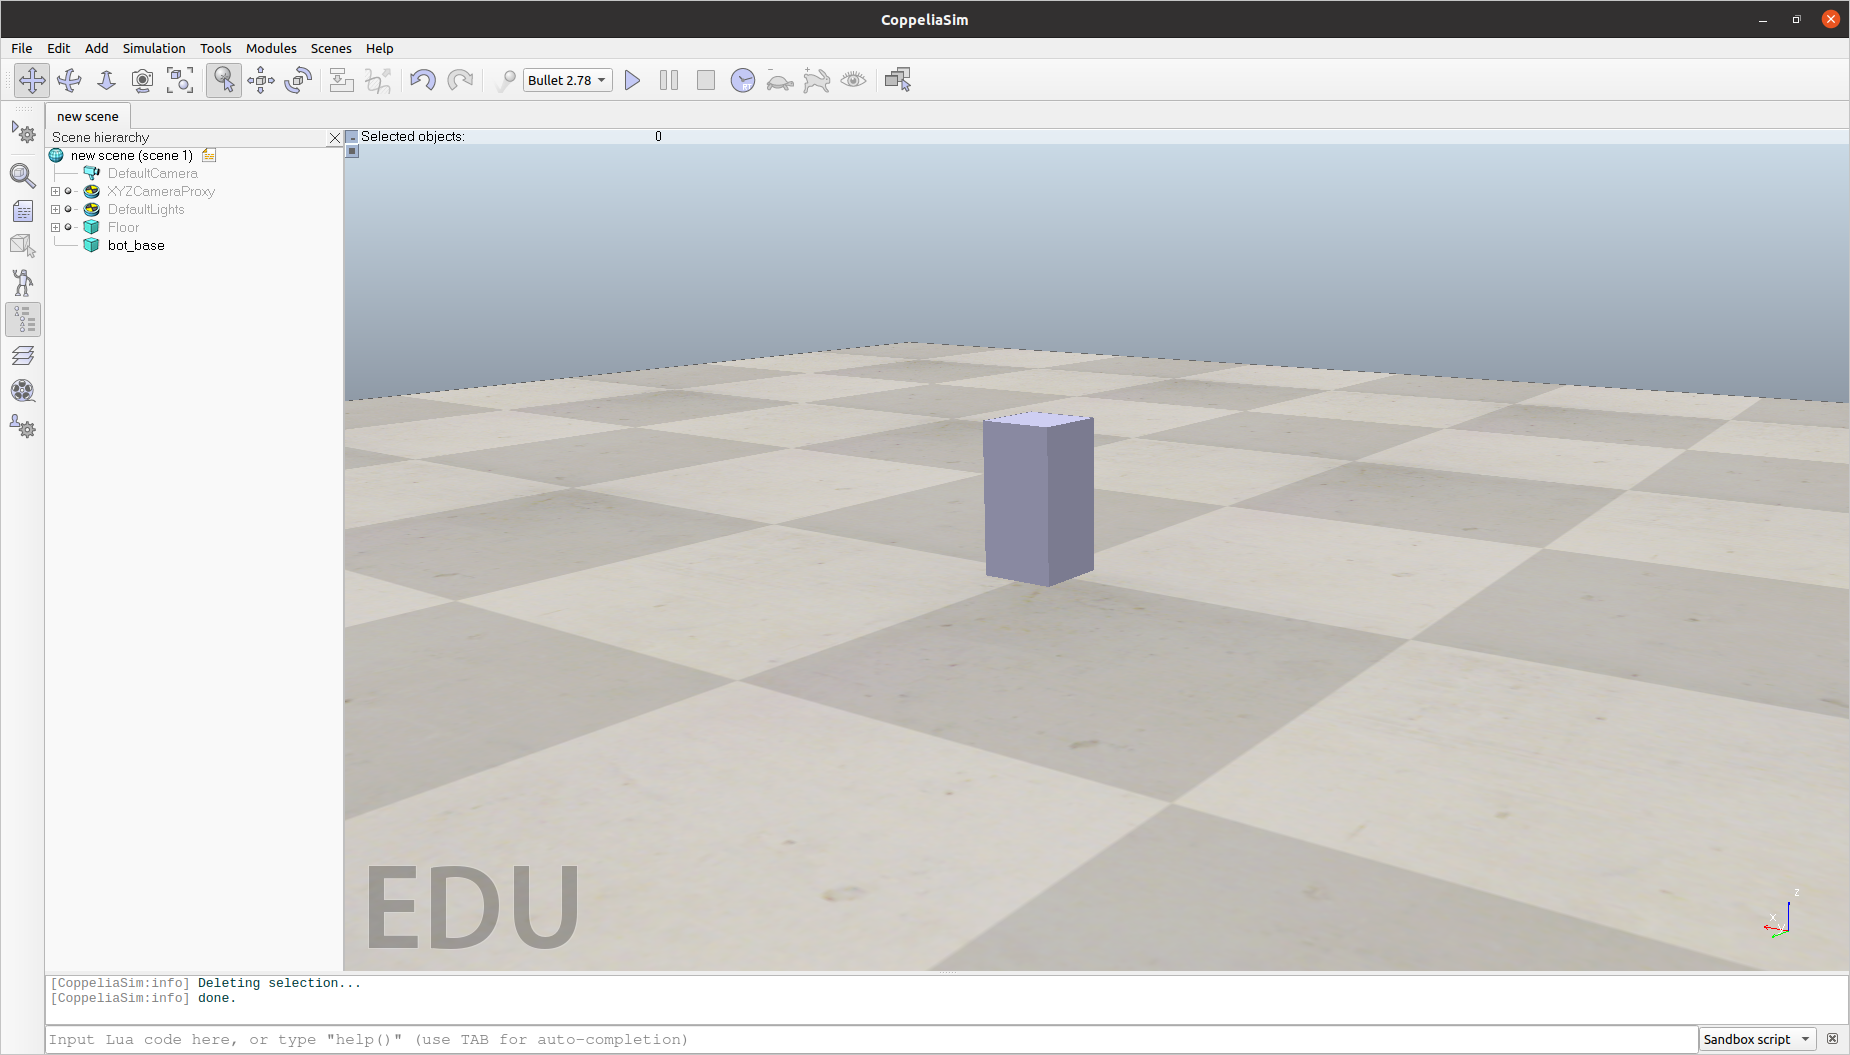 CoppeliaSim
File Edit Add Simulation Tools Modules Scenes Help
Bullet 2.78
new scene
Scene hierarchy
Selected objects: 0
new scene (scene 1)
DefaultCamera
XYZCameraProxy
DefaultLights
Floor
bot_base
EDU
z
x
[CoppeliaSim:info] Deleting selection...
[CoppeliaSim:info] done.
Input Lua code here, or type "help()" (use TAB for auto-completion)
Sandbox script